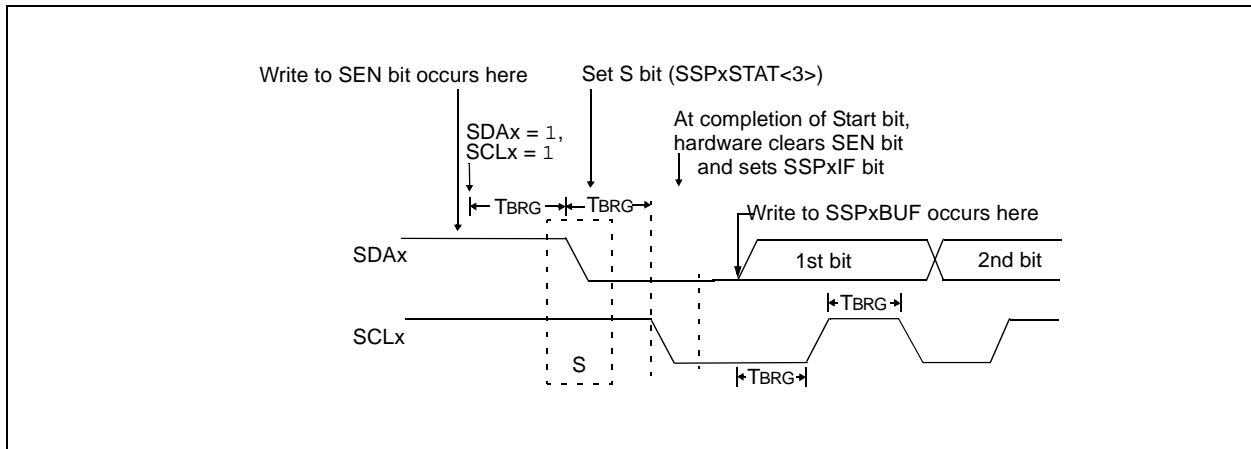 Write to SEN bit occurs here
Set S bit (SSPxSTAT<3>)
SDAx = 1,
SCLx = 1
At completion of Start bit,
hardware clears SEN bit
and sets SSPxIF bit
TBRG
TBRG
Write to SSPxBUF occurs here
SDAx
1st bit
2nd bit
TBRG
SCLx
S
TBRG